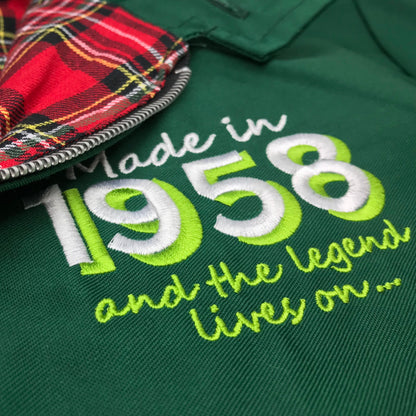 Made in
1958
and the legend
lives on...